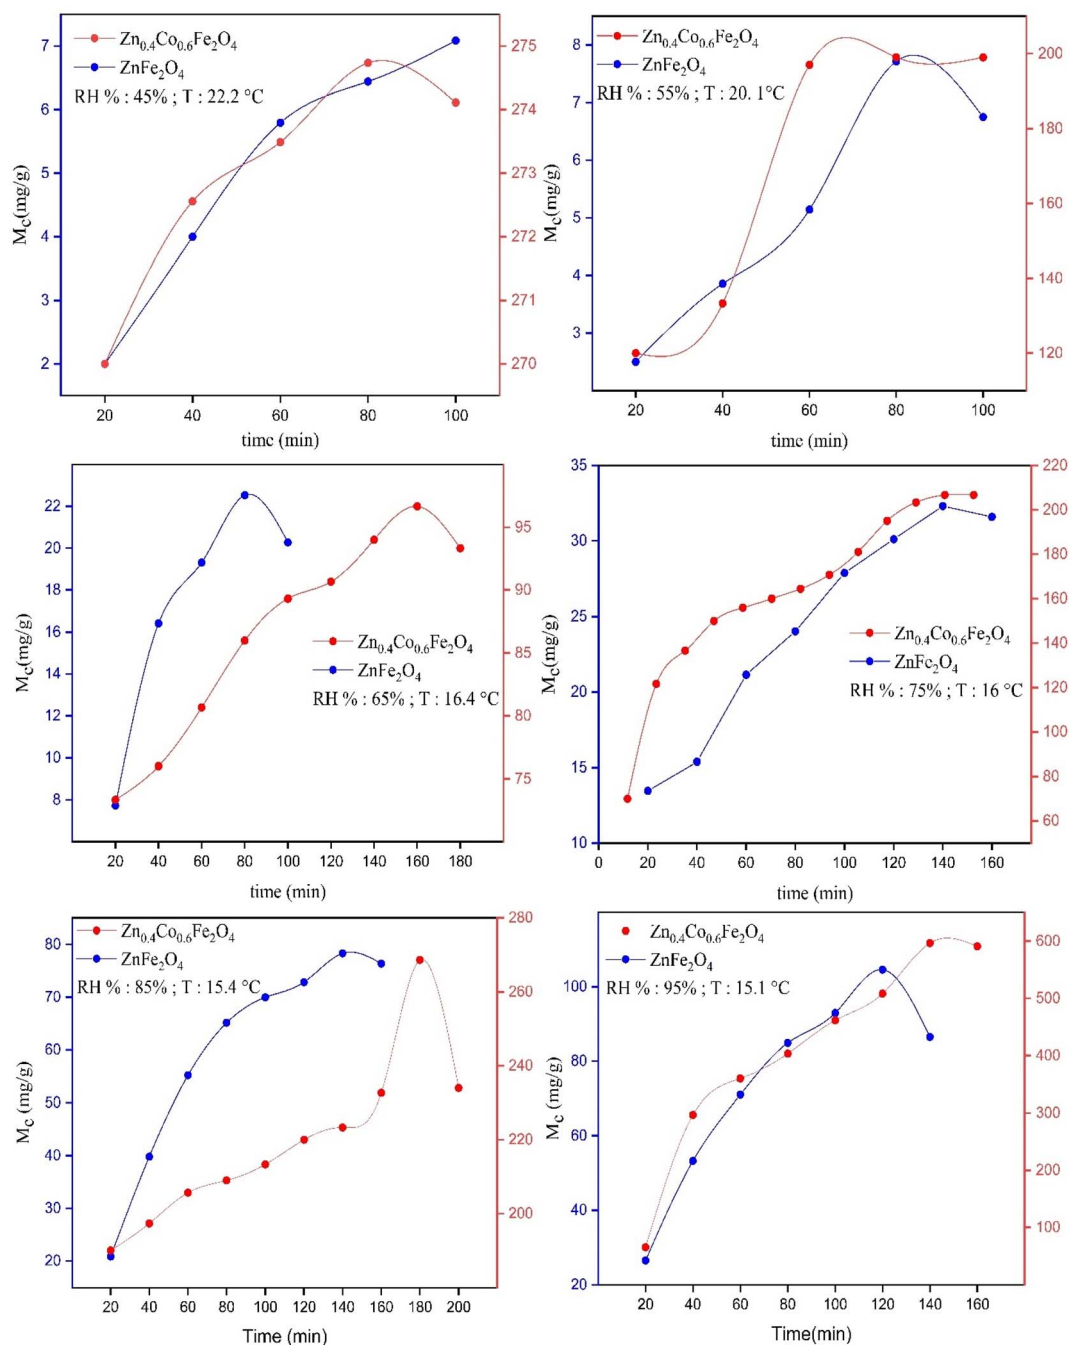 Zn0.4Co0.6Fe2O4
ZnFe2O4
RH % : 45% ; T : 22.2 °C
7
6
5
4
3
2
275
274
273
272
271
270
Mc(mg/g)
20 40 60 80 100
time (min)
Zn0.4Co0.6Fe2O4
ZnFe2O4
RH % : 55% ; T : 20. 1°C
8
7
6
5
4
3
200
180
160
140
120
Mc(mg/g)
20 40 60 80 100
time (min)
22
20
18
16
14
12
10
8
95
90
85
80
75
Mc(mg/g)
Zn0.4Co0.6Fe2O4
ZnFe2O4
RH % : 65% ; T : 16.4 °C
20 40 60 80 100 120 140 160 180
time (min)
35
30
25
20
15
10
220
200
180
160
140
120
100
80
60
Mc(mg/g)
Zn0.4Co0.6Fe2O4
ZnFe2O4
RH % : 75% ; T : 16 °C
0 20 40 60 80 100 120 140 160
time (min)
Zn0.4Co0.6Fe2O4
ZnFe2O4
RH % : 85% ; T : 15.4 °C
80
70
60
50
40
30
20
280
260
240
220
200
Mc (mg/g)
20 40 60 80 100 120 140 160 180 200
Time (min)
Zn0.4Co0.6Fe2O4
ZnFe2O4
RH % : 95% ; T : 15.1 °C
100
80
60
40
20
600
500
400
300
200
100
Mc (mg/g)
20 40 60 80 100 120 140 160
Time(min)